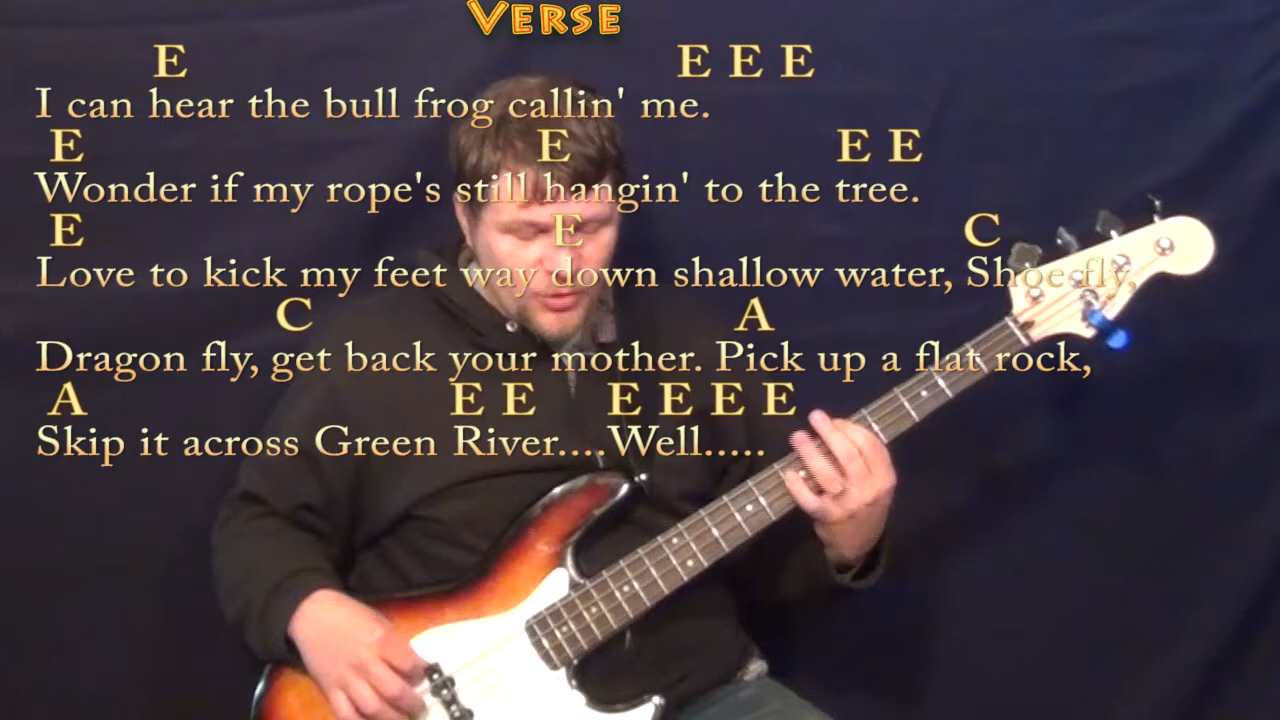 VERSE
E E E E
I can hear the bull frog callin' me.
E E E E
Wonder if my rope's still hangin' to the tree.
E E C
Love to kick my feet way down shallow water, Shoe fly,
C A
Dragon fly, get back your mother. Pick up a flat rock,
A E E E E E E
Skip it across Green River....Well.....